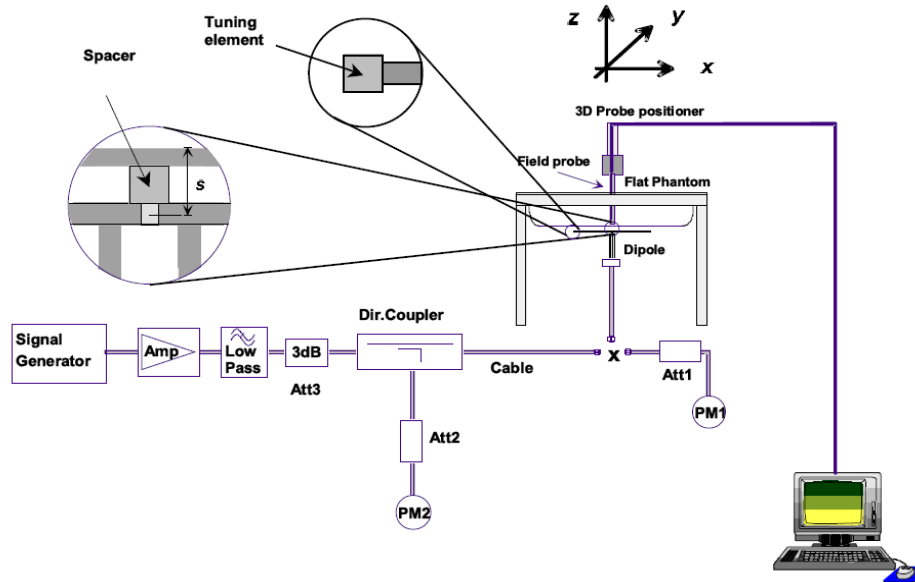 Tuning
element
Spacer
s
z
y
x
3D Probe positioner
Field probe
Flat Phantom
Dipole
Dir.Coupler
Signal
Generator
Amp
Low
Pass
3dB
Att3
Cable
x
Att1
PM1
Att2
PM2